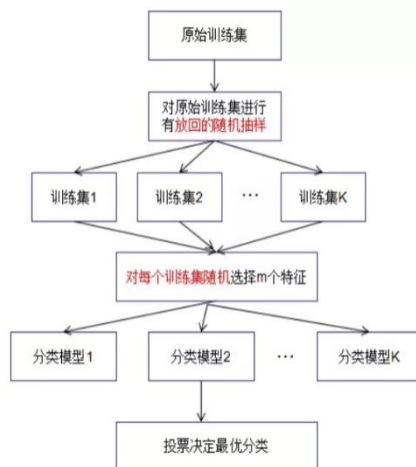 原始训练集
对原始训练集进行
有放回的随机抽样
训练集1
训练集2
...
训练集K
对每个训练集随机选择m个特征
分类模型1
分类模型2
...
分类模型K
投票决定最优分类